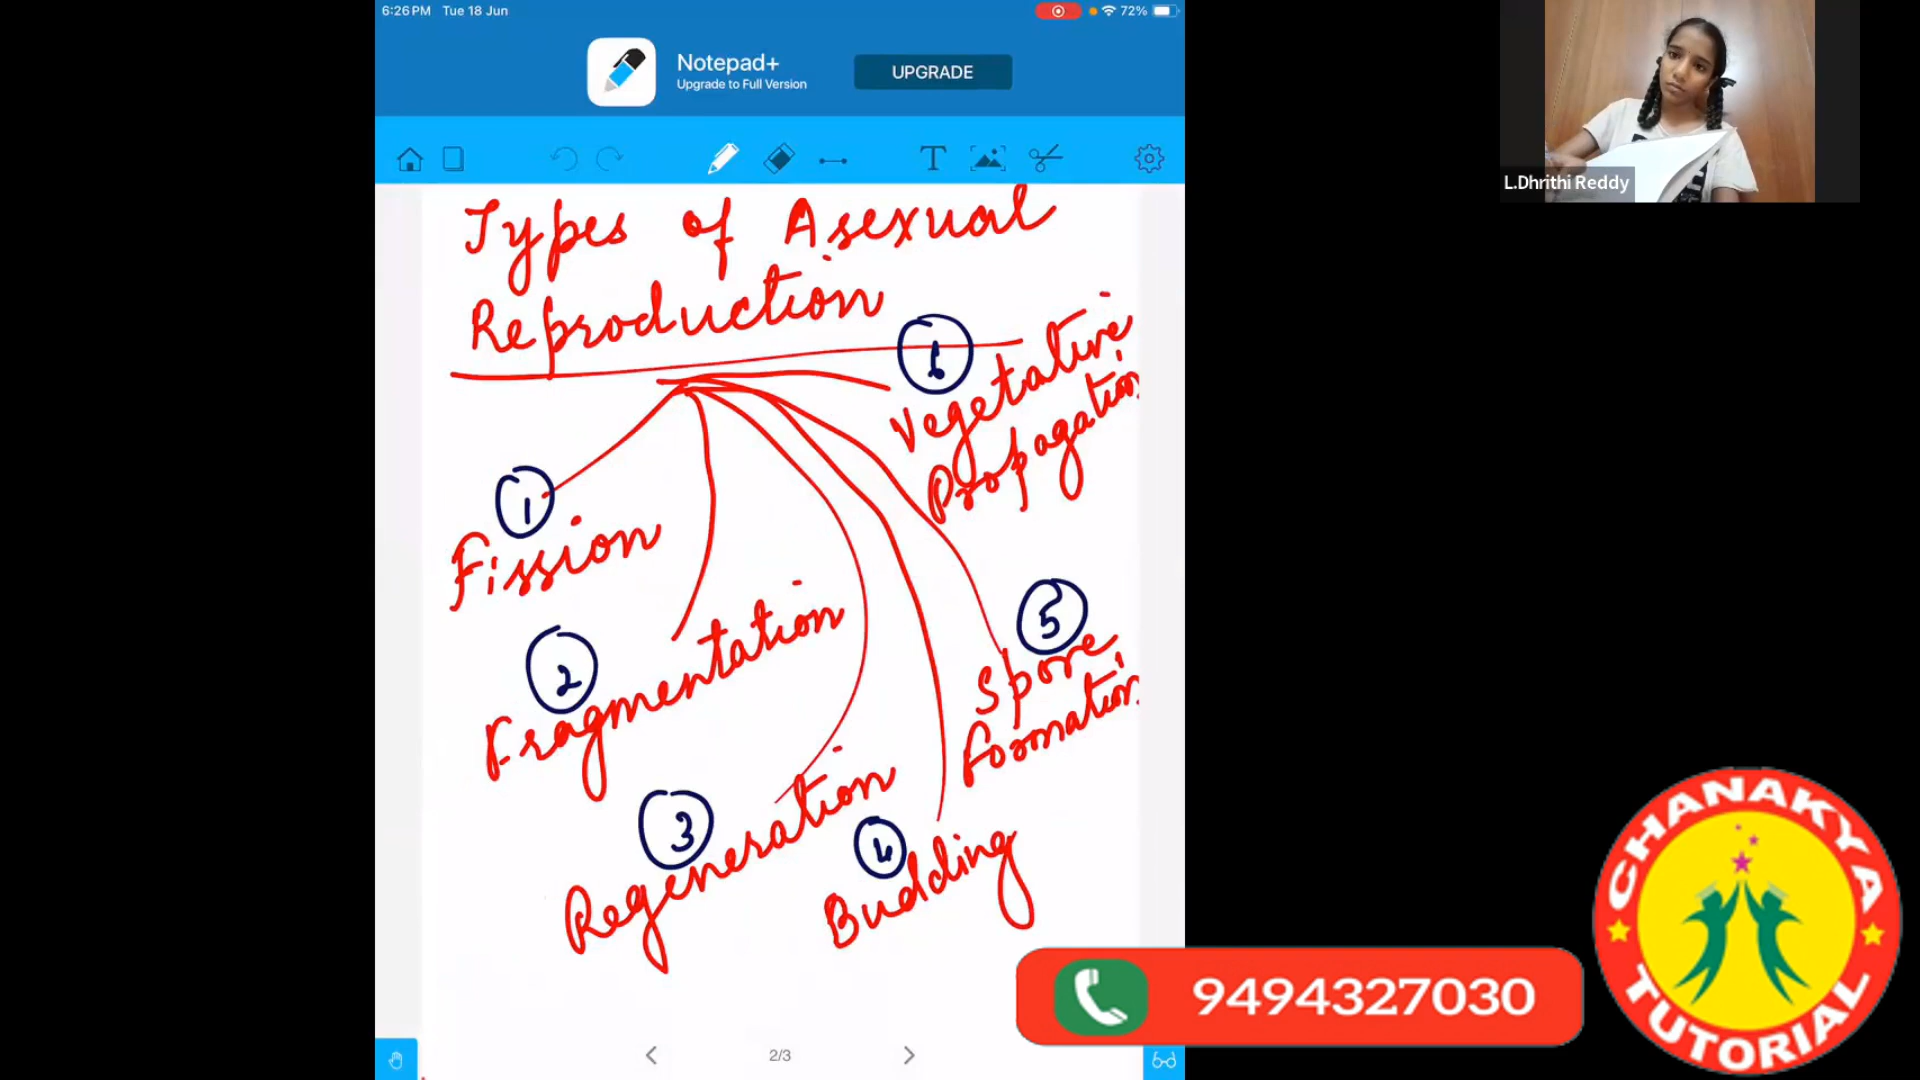 6:26 PM Tue 18 Jun
72%
Notepad+
Upgrade to Full Version
UPGRADE
T
L.Dhrithi Reddy
Types of Asexual
Reproduction
6
Vegetative
Propagation
1
Fission
2
Fragmentation
5
Spore
Formation
3
Regeneration
4
Budding
9494327030
CHANAKYA
TUTORIAL
2/3